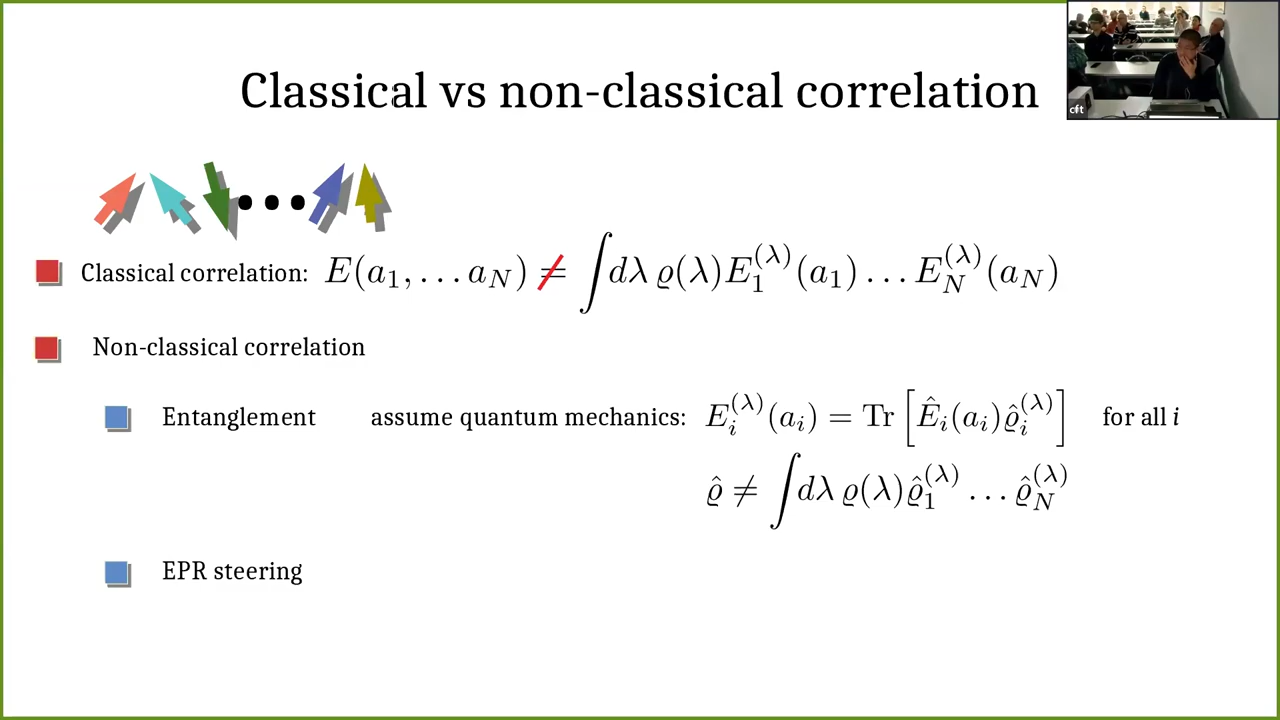 Classical vs non-classical correlation
cft
Classical correlation: E(a₁, … a_N) ≠ ∫dλ ϱ(λ)E₁^(λ)(a₁) … E_N^(λ)(a_N)
Non-classical correlation
Entanglement assume quantum mechanics: E_i^(λ)(a_i) = Tr [Ê_i(a_i)ϱ̂_i^(λ)] for all i
ϱ̂ ≠ ∫dλ ϱ(λ)ϱ̂₁^(λ) … ϱ̂_N^(λ)
EPR steering